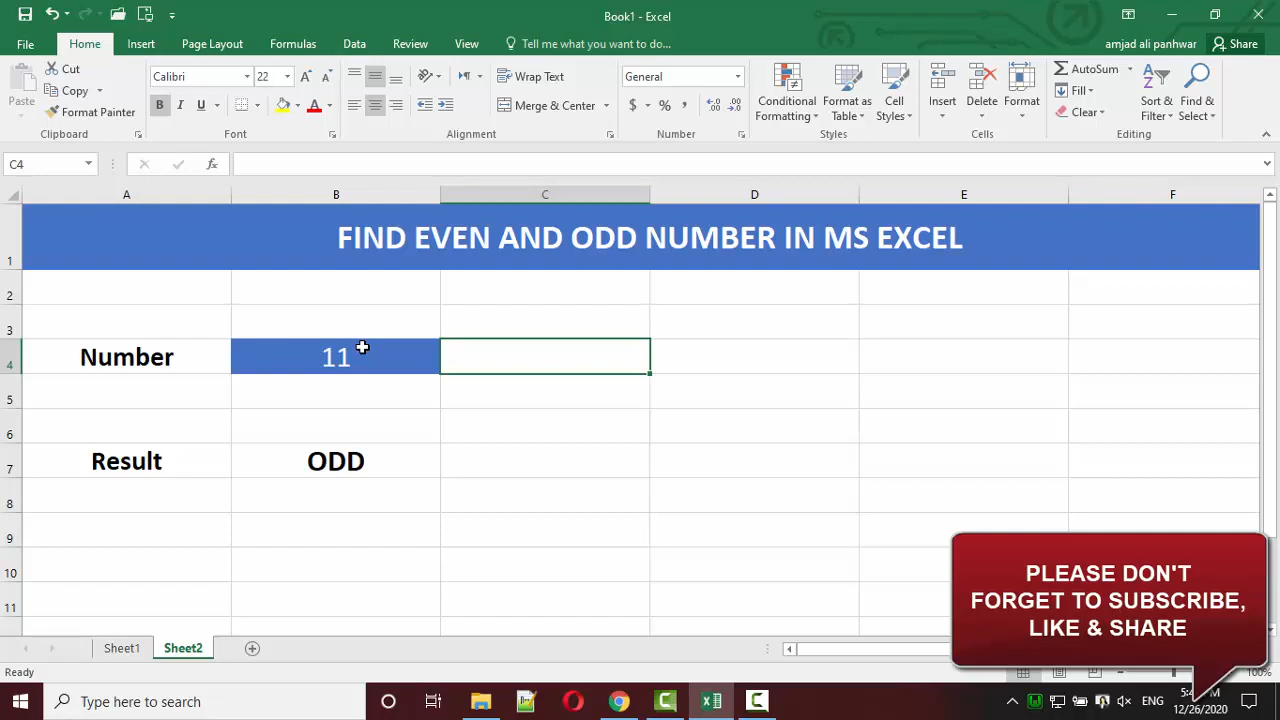 Book1 - Excel
File Home Insert Page Layout Formulas Data Review View Tell me what you want to do... amjad ali panhwar Share
Paste
Cut
Copy
Format Painter
Clipboard
Calibri 22
B I U
Font
Wrap Text
Merge & Center
Alignment
General
$ % ,
Number
Conditional Formatting
Format as Table
Cell Styles
Styles
Insert Delete Format
Cells
AutoSum
Fill
Clear
Sort & Filter
Find & Select
Editing
C4 fx
A B C D E F
1 FIND EVEN AND ODD NUMBER IN MS EXCEL
2
3
4 Number 11
5
6
7 Result ODD
8
9
10
11
PLEASE DON'T
FORGET TO SUBSCRIBE,
LIKE & SHARE
Sheet1 Sheet2
Ready 100%
Type here to search
ENG
12/26/2020